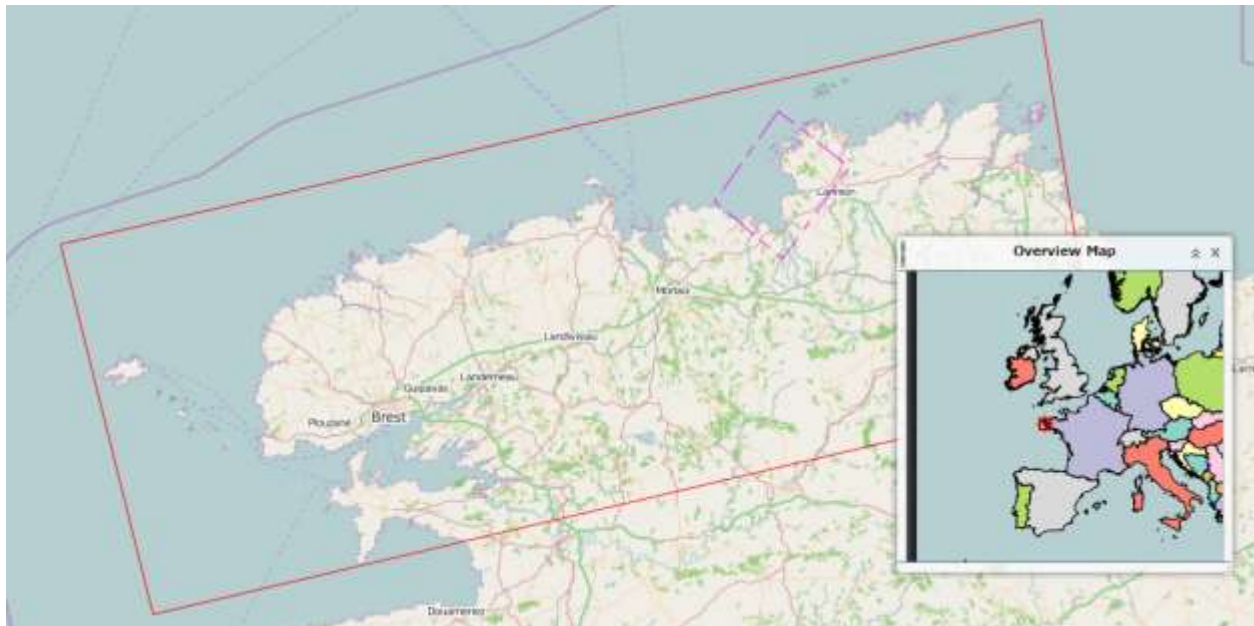 Lannion
Overview Map
Morlaix
Landivisiau
Landerneau
Guipavas
Brest
Plouzané
Douarnenez